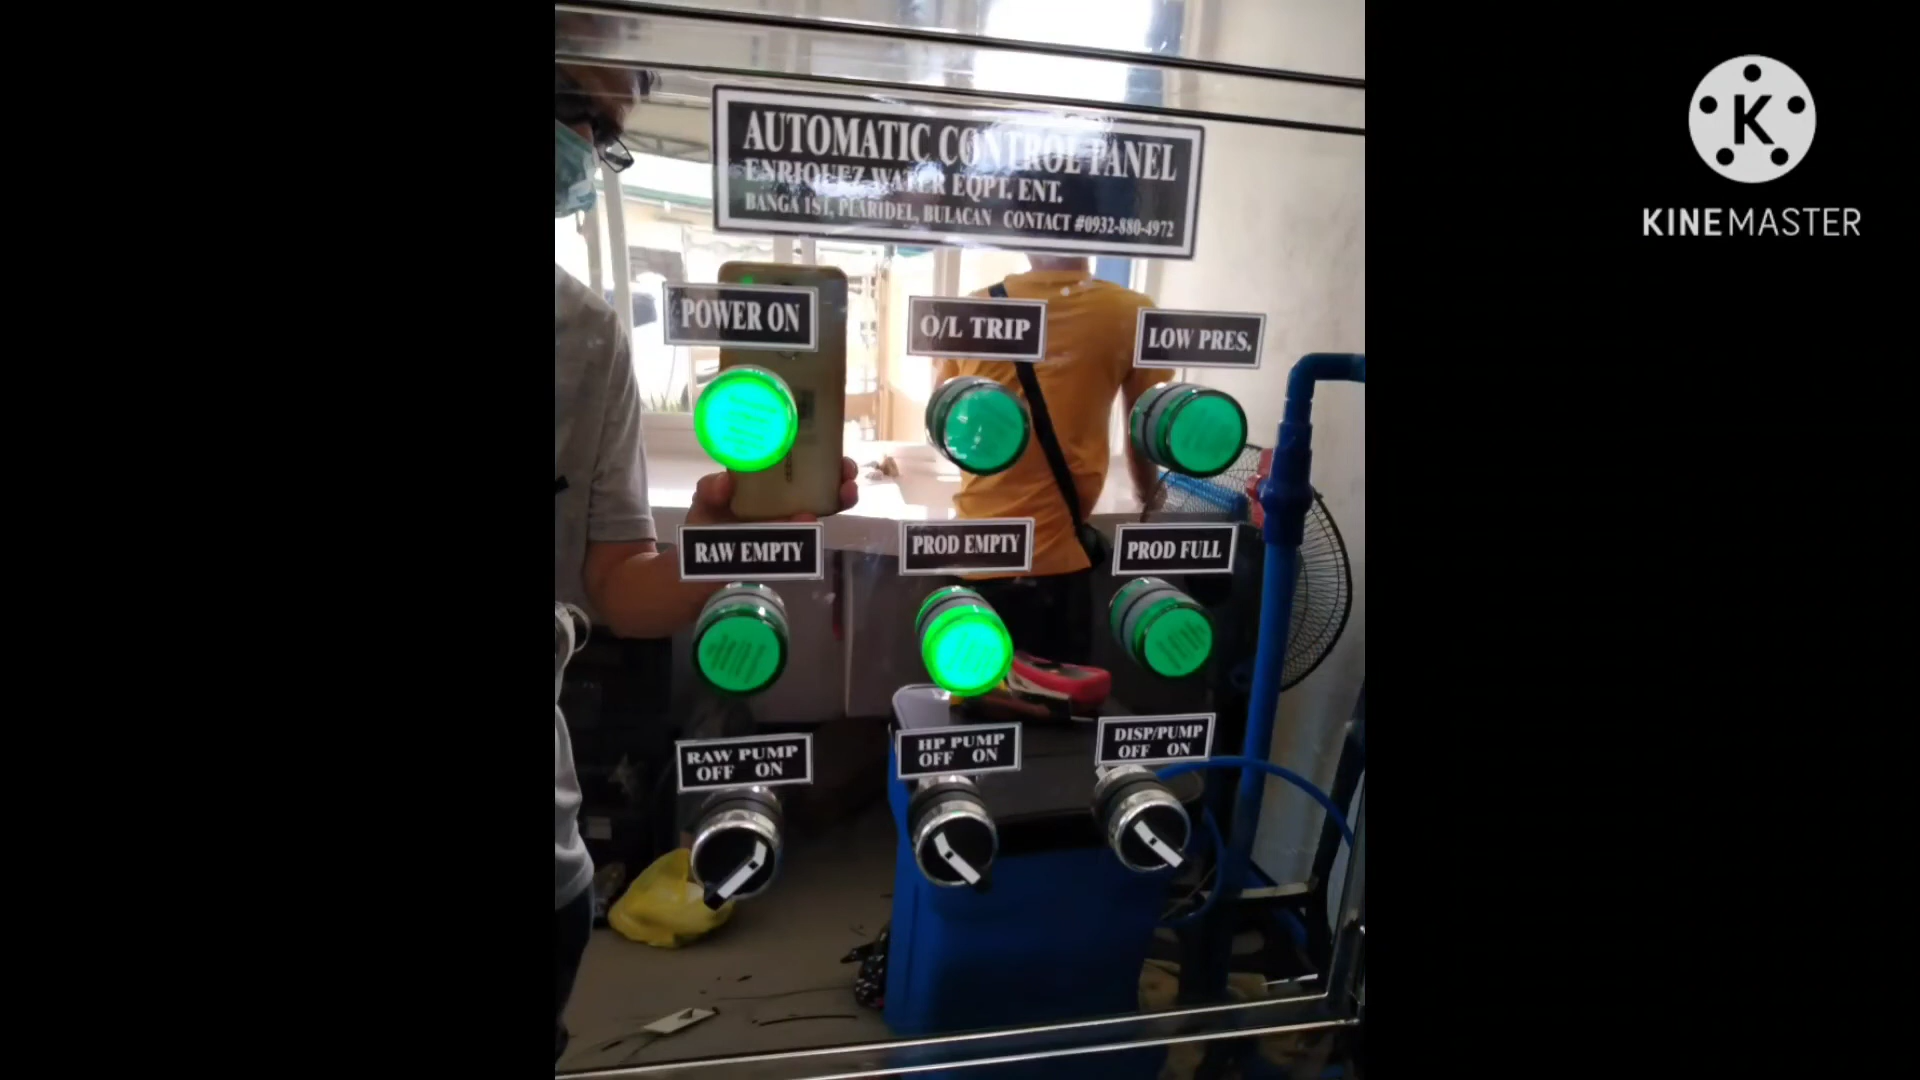 AUTOMATIC CONTROL PANEL
ENRIQUEZ WATER EQPT. ENT.
BANGA 1ST, PLARIDEL, BULACAN CONTACT #0932-880-4972
POWER ON
O/L TRIP
LOW PRES.
RAW EMPTY
PROD EMPTY
PROD FULL
RAW PUMP
OFF ON
HP PUMP
OFF ON
DISP/PUMP
OFF ON
K
KINEMASTER